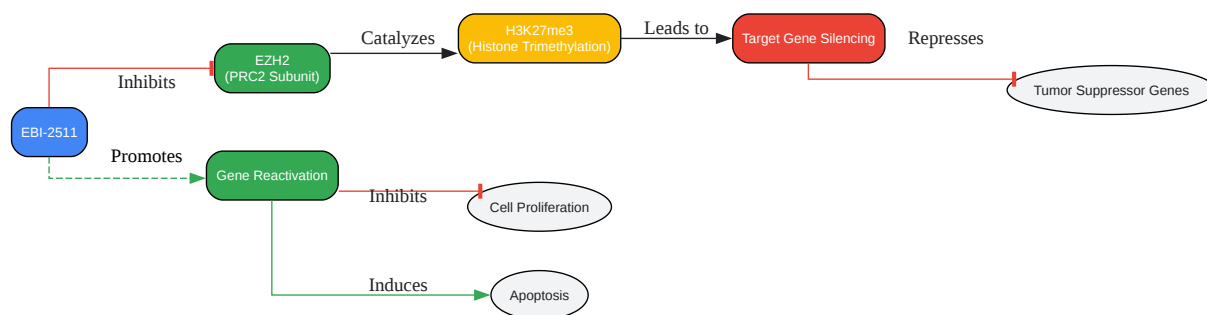 Catalyzes
H3K27me3
(Histone Trimethylation)
Leads to
Target Gene Silencing
Represses
EZH2
(PRC2 Subunit)
Inhibits
Tumor Suppressor Genes
EBI-2511
Promotes
Gene Reactivation
Inhibits
Cell Proliferation
Induces
Apoptosis